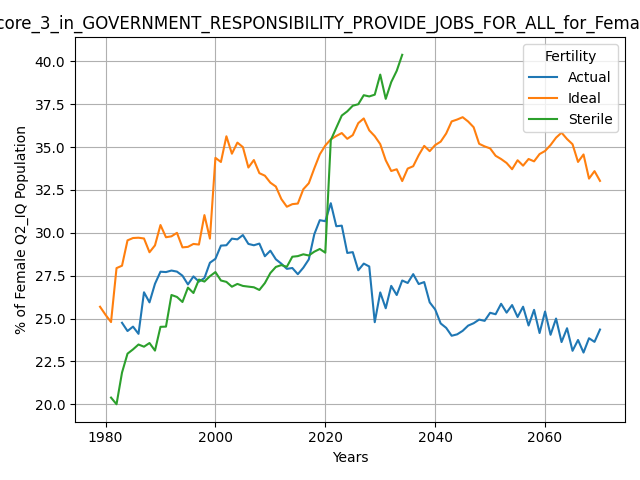 core_3_in_GOVERNMENT_RESPONSIBILITY_PROVIDE_JOBS_FOR_ALL_for_Fema
Fertility
Actual
Ideal
Sterile
% of Female Q2_IQ Population
40.0
37.5
35.0
32.5
30.0
27.5
25.0
22.5
20.0
1980
2000
2020
2040
2060
Years